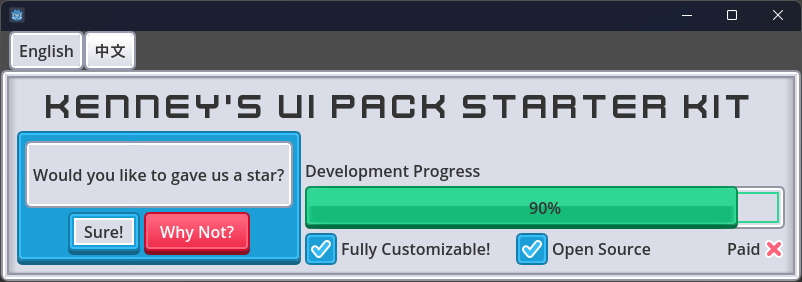 English
中文
KENNEY'S UI PACK STARTER KIT
Would you like to gave us a star?
Sure!
Why Not?
Development Progress
90%
Fully Customizable!
Open Source
Paid